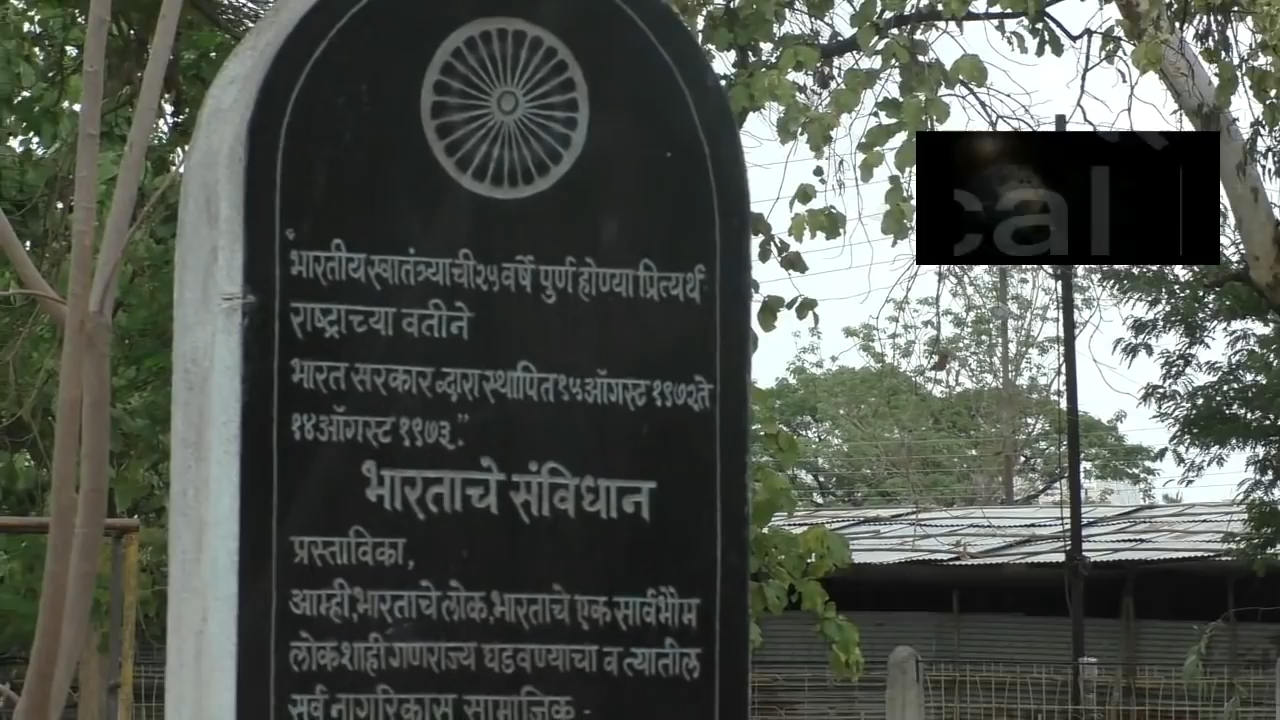 “भारतीय स्वातंत्र्याची २५ वर्षे पुर्ण होण्या प्रित्यर्थ
राष्ट्राच्या वतीने
भारत सरकार व्दारा स्थापित १५ ऑगस्ट १९७२ ते
१४ ऑगस्ट १९७३.”
भारताचे संविधान
प्रस्ताविका,
आम्ही, भारताचे लोक, भारताचे एक सार्वभौम
लोकशाही गणराज्य घडवण्याचा व त्यातील
सर्व नागरिकास सामाजिक -
cal